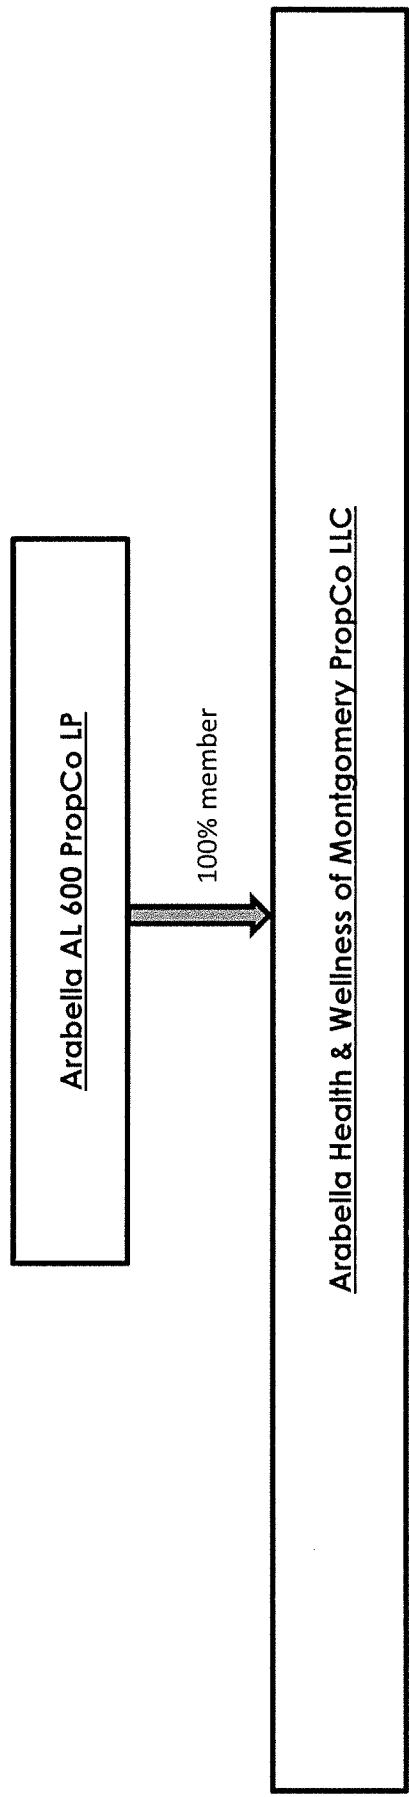 Arabella AL 600 PropCo LP
100% member
Arabella Health & Wellness of Montgomery PropCo LLC